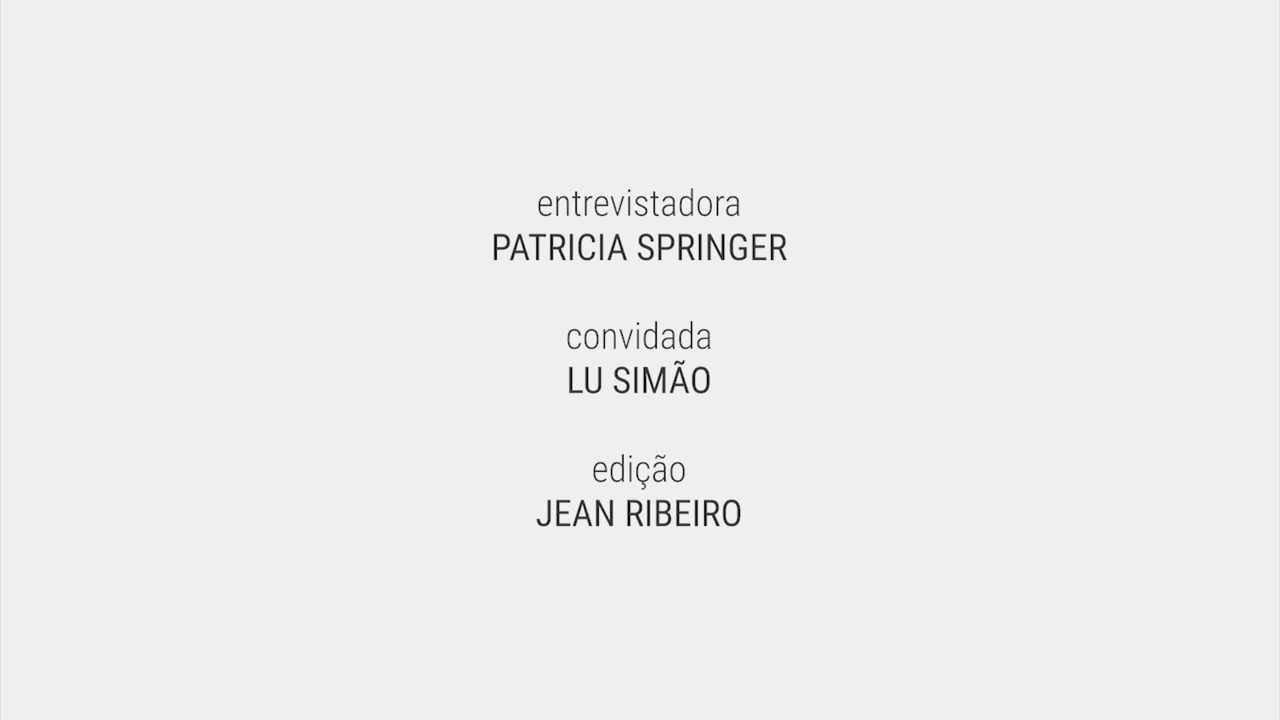 entrevistadora
PATRICIA SPRINGER
convidada
LU SIMÃO
edição
JEAN RIBEIRO